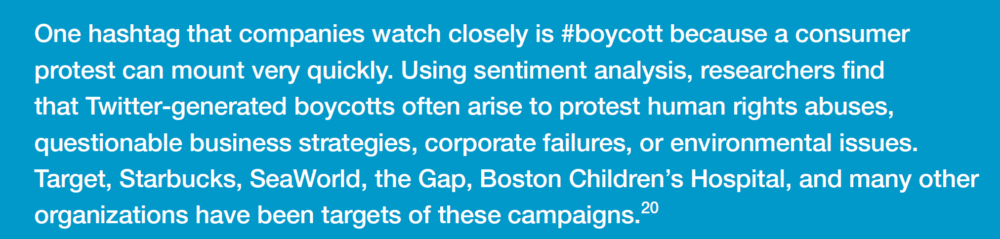 One hashtag that companies watch closely is #boycott because a consumer
protest can mount very quickly. Using sentiment analysis, researchers find
that Twitter-generated boycotts often arise to protest human rights abuses,
questionable business strategies, corporate failures, or environmental issues.
Target, Starbucks, SeaWorld, the Gap, Boston Children’s Hospital, and many other
organizations have been targets of these campaigns.20